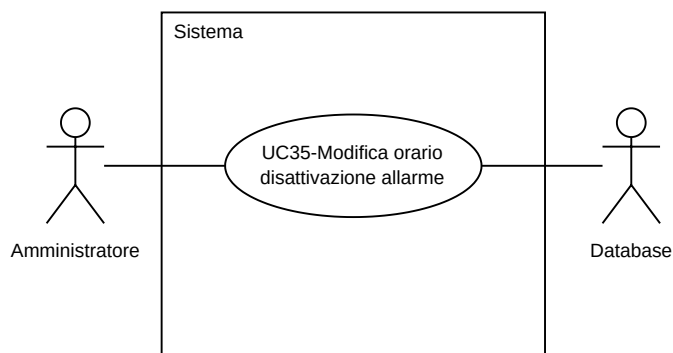 Sistema
UC35-Modifica orario
disattivazione allarme
Amministratore
Database